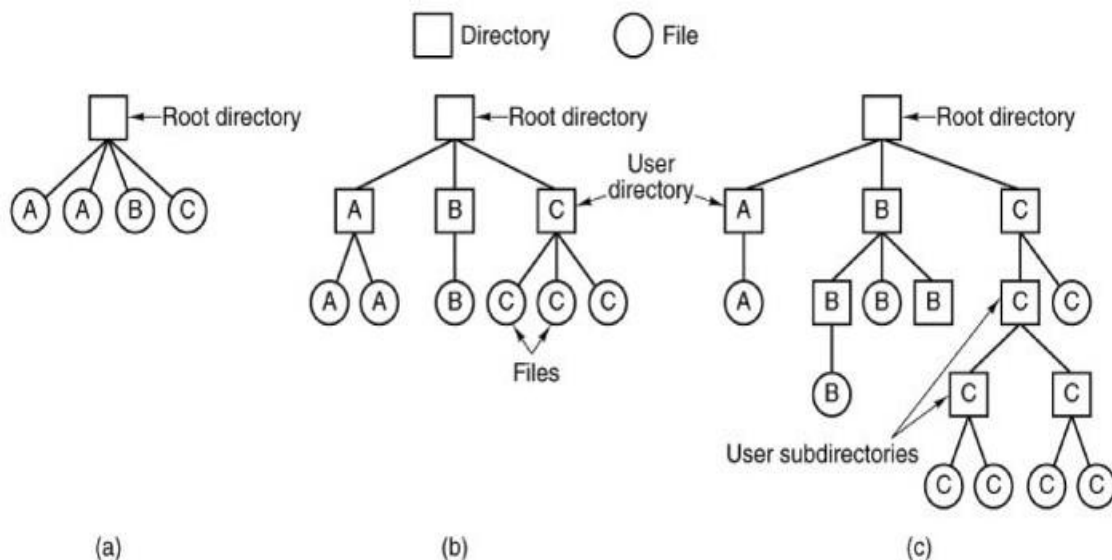 Directory
File
Root directory
A A B C
(a)
Root directory
User
directory
A B C
A A B C C C
Files
(b)
Root directory
A B C
A B B B C C
B C C
User subdirectories
C C C C
(c)